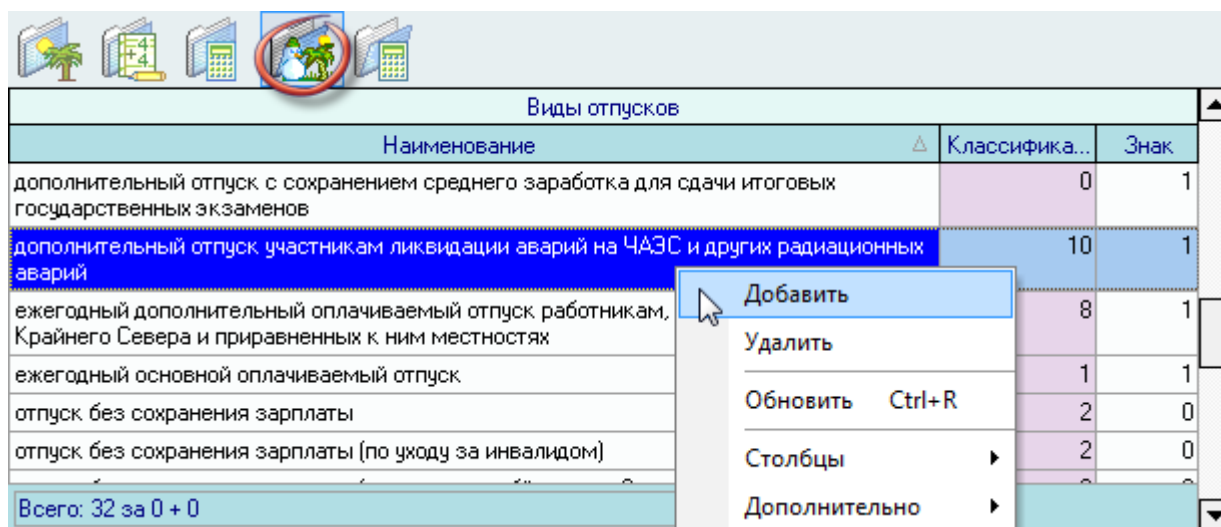 Виды отпусков
Наименование Классифика... Знак
дополнительный отпуск с сохранением среднего заработка для сдачи итоговых 0 1
государственных экзаменов
дополнительный отпуск участникам ликвидации аварий на ЧАЭС и других радиационных 10 1
аварий
Добавить
ежегодный дополнительный оплачиваемый отпуск работникам, 8 1
Крайнего Севера и приравненных к ним местностях
Удалить
ежегодный основной оплачиваемый отпуск 1 1
Обновить Ctrl+R
отпуск без сохранения зарплаты 2 0
отпуск без сохранения зарплаты (по уходу за инвалидом) 2 0
Столбцы
Всего: 32 за 0 + 0
Дополнительно